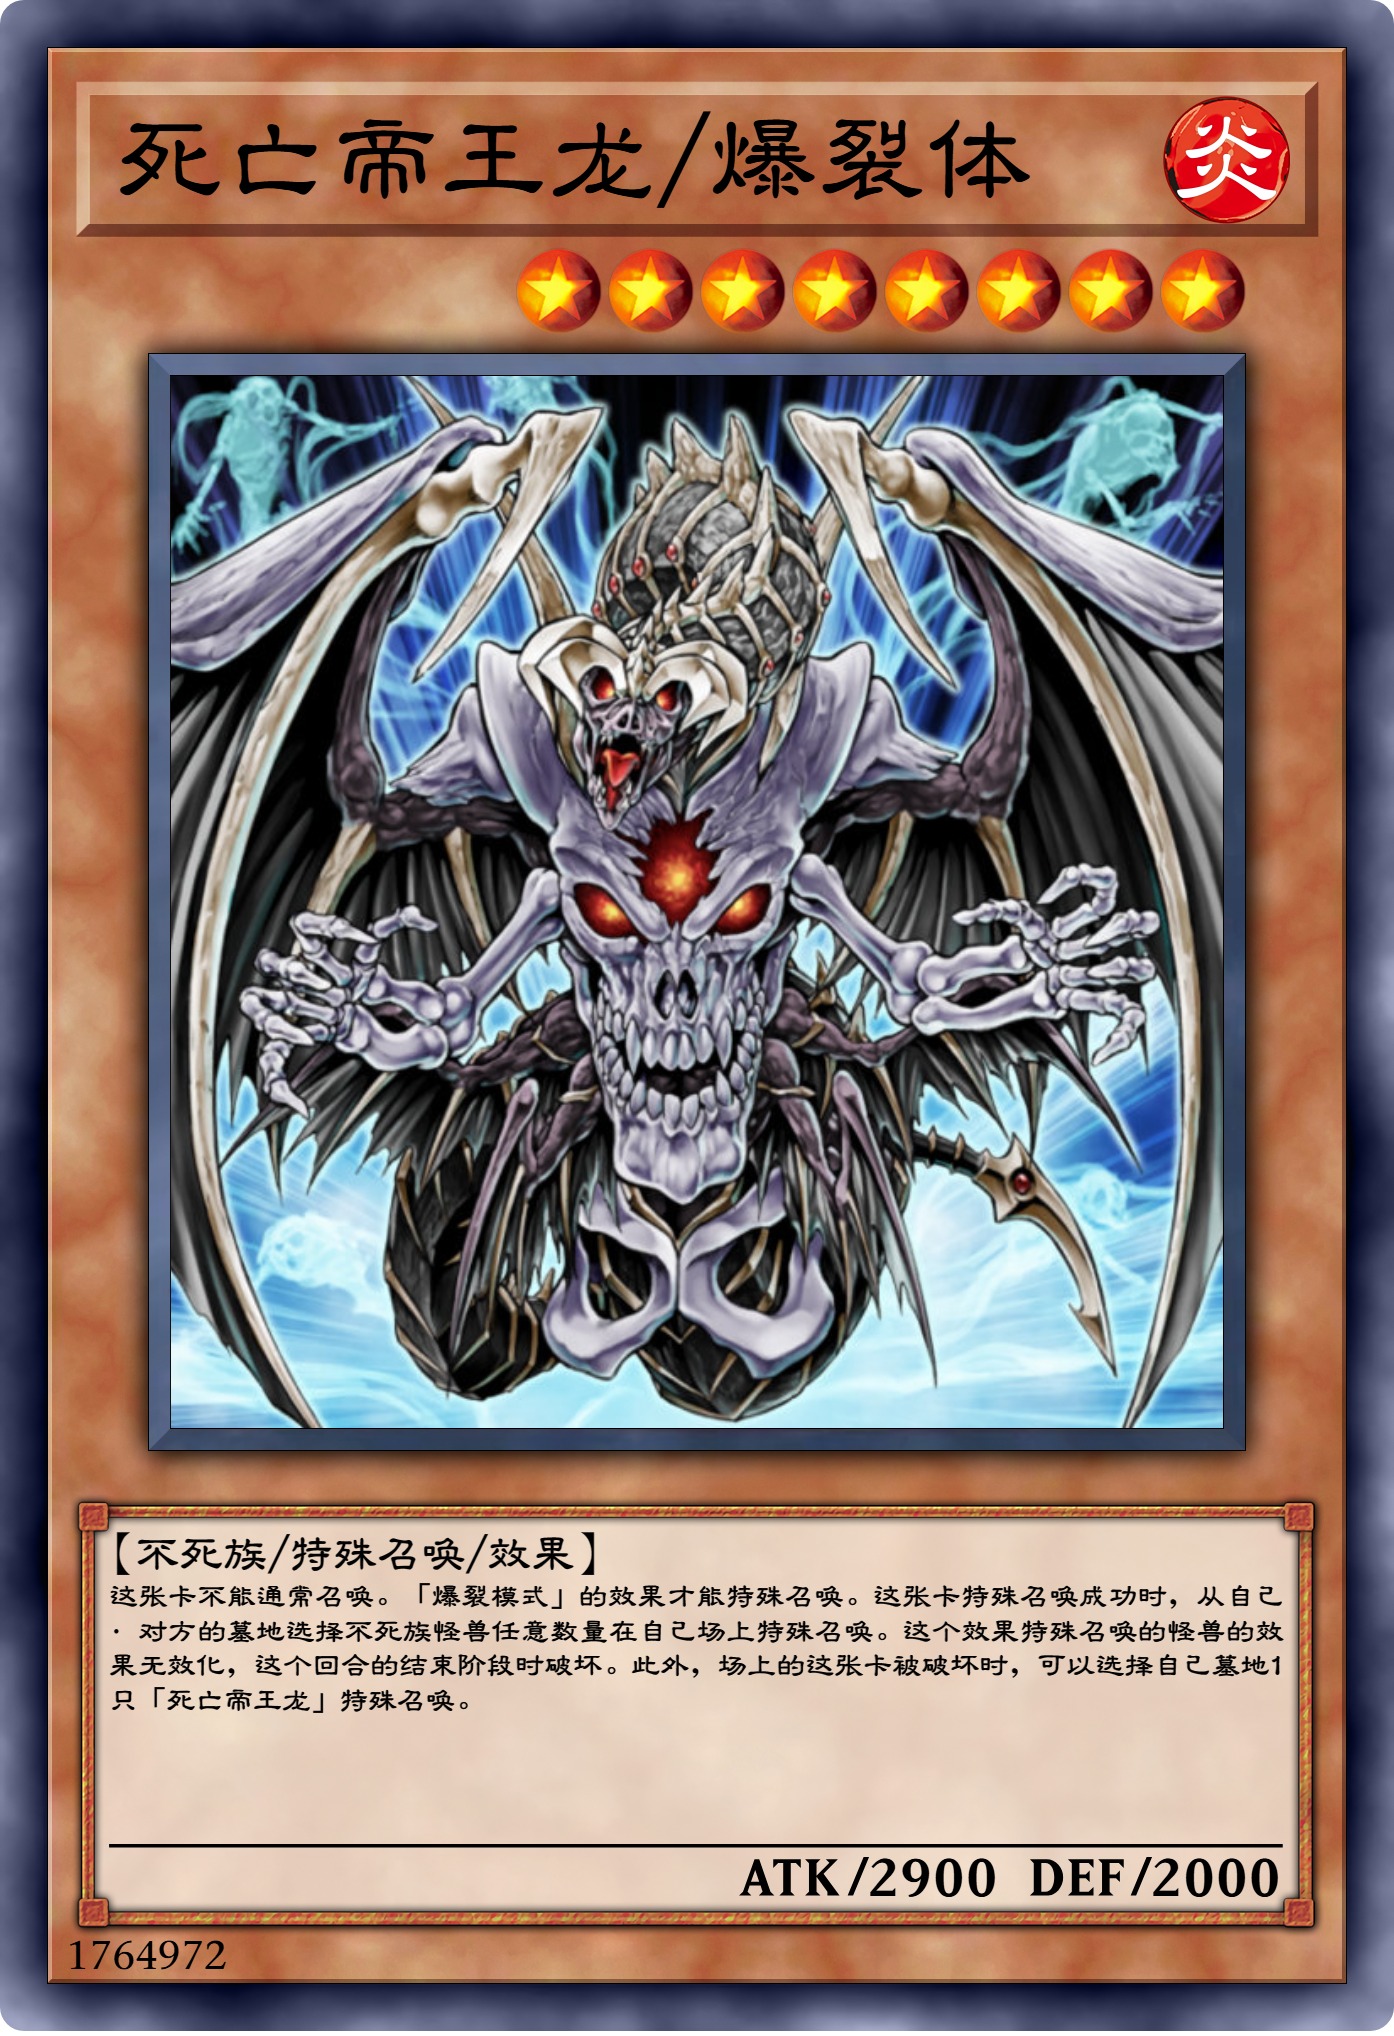 死亡帝王龙/爆裂体
炎
【不死族/特殊召唤/效果】
这张卡不能通常召唤。「爆裂模式」的效果才能特殊召唤。这张卡特殊召唤成功时，从自己
·对方的墓地选择不死族怪兽任意数量在自己场上特殊召唤。这个效果特殊召唤的怪兽的效
果无效化，这个回合的结束阶段时破坏。此外，场上的这张卡被破坏时，可以选择自己墓地1
只「死亡帝王龙」特殊召唤。
ATK/2900 DEF/2000
1764972